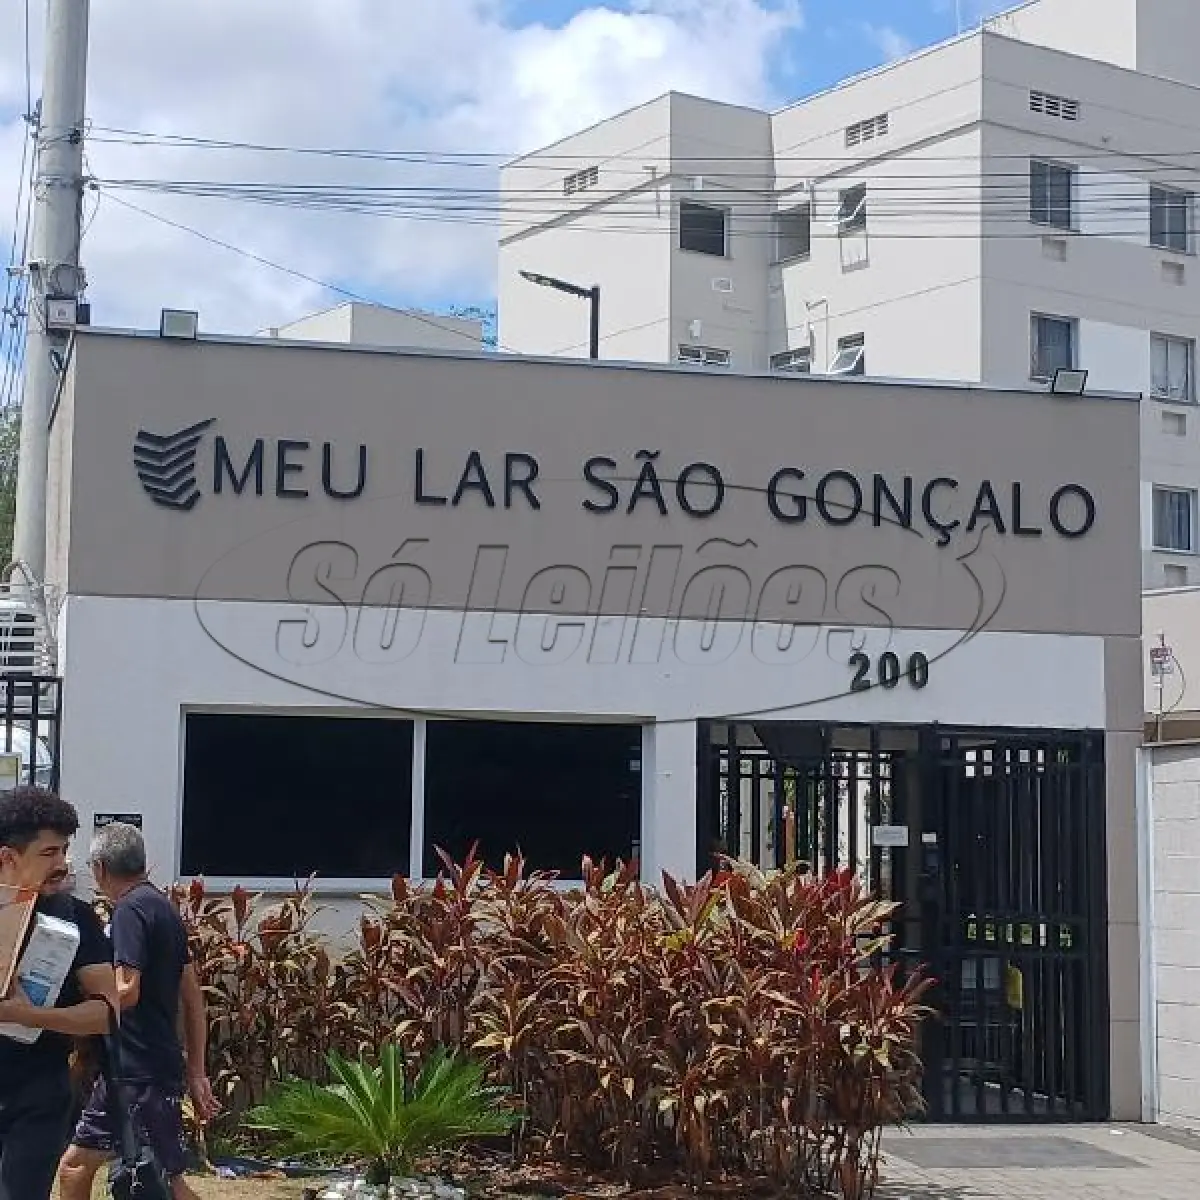 MEU LAR SÃO GONÇALO
Só Leilões
200